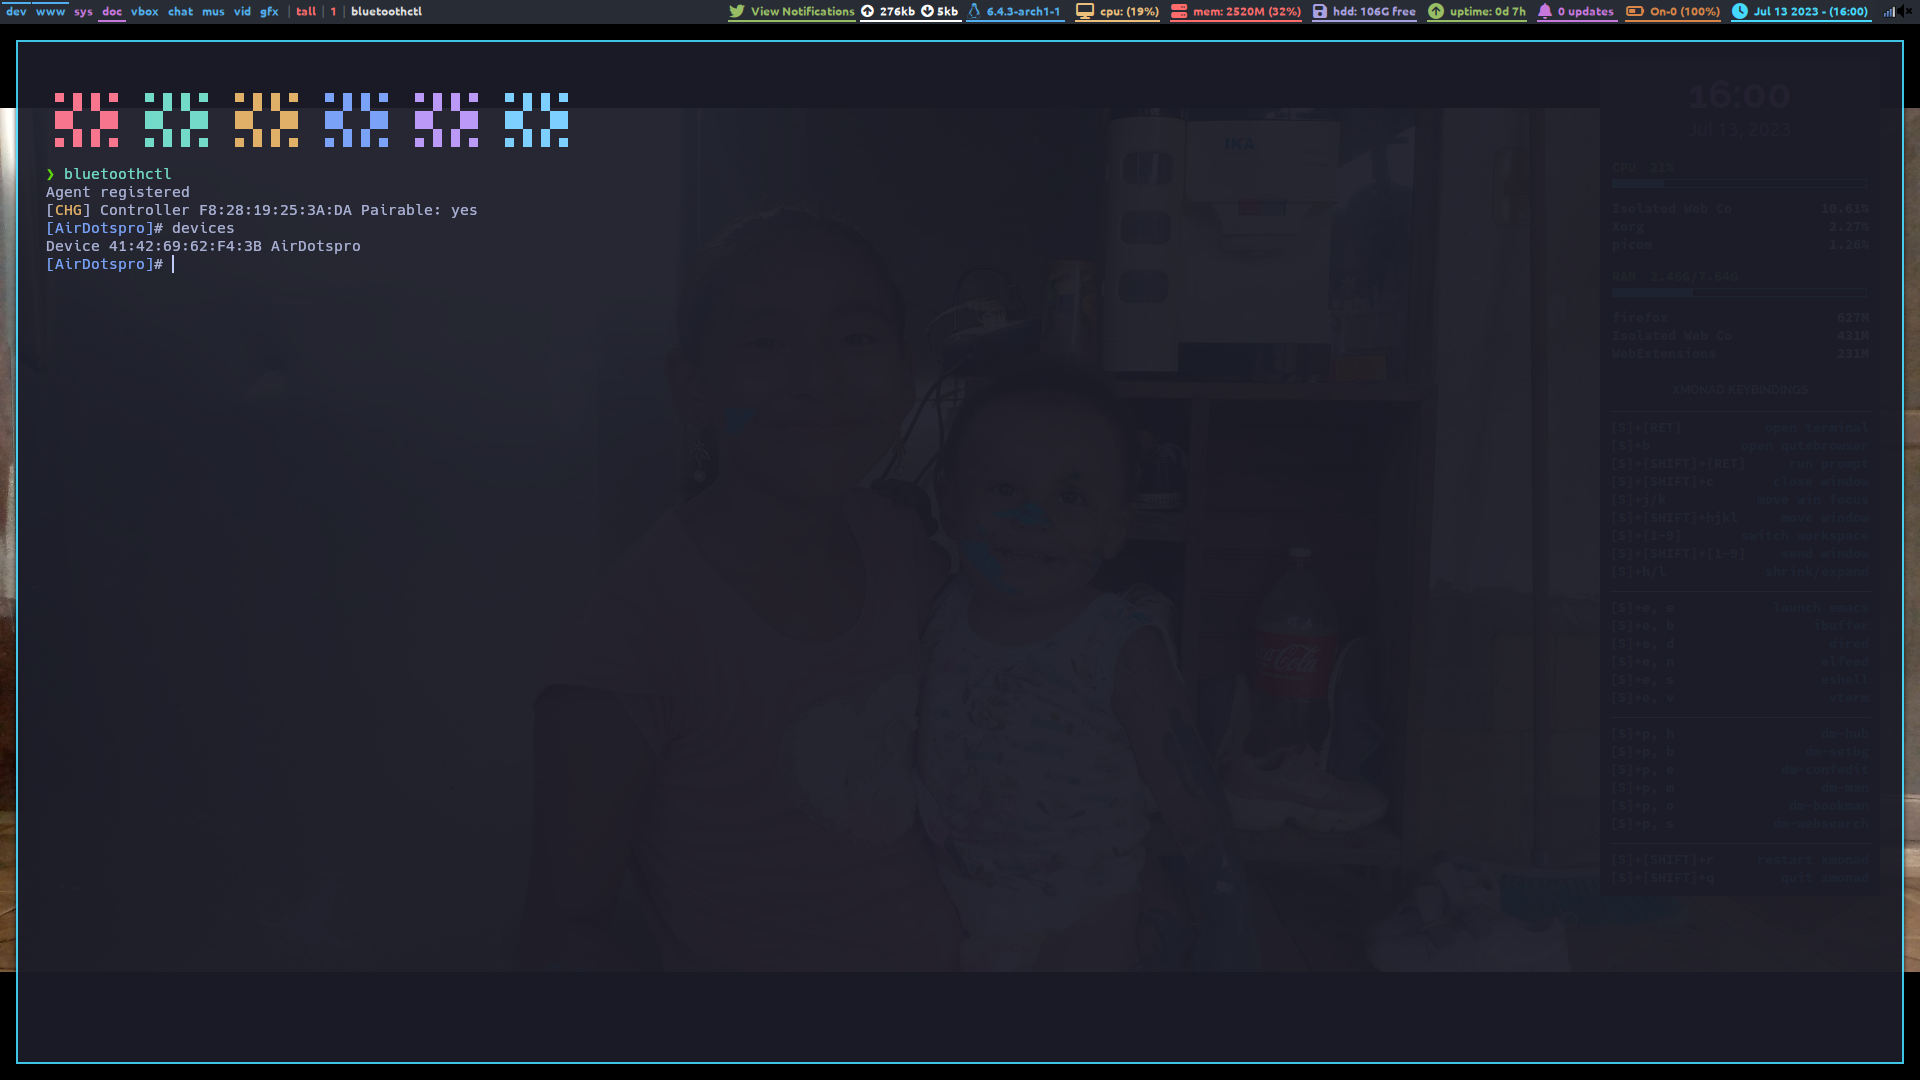 dev www sys doc vbox chat mus vid gfx | tall | 1 | bluetoothctl View Notifications 276kb 5kb 6.4.3-arch1-1 cpu: (19%) mem: 2520M (32%) hdd: 106G free uptime: 0d 7h 0 updates On-0 (100%) Jul 13 2023 - (16:00)
❯ bluetoothctl
Agent registered
[CHG] Controller F8:28:19:25:3A:DA Pairable: yes
[AirDotspro]# devices
Device 41:42:69:62:F4:3B AirDotspro
[AirDotspro]#
16:00
Jul 13, 2023
CPU 21%
Isolated Web Co 10.61%
Xorg 2.27%
picom 1.26%
RAM
firefox 627M
Isolated Web Co 431M
WebExtensions 231M
XMONAD KEYBINDINGS
[S]+[RET] open terminal
[S]+b open qutebrowser
[S]+[SHIFT]+[RET] run prompt
[S]+[SHIFT]+c close window
[S]+j/k move win focus
[S]+[SHIFT]+hjkl move window
[S]+[1-9] switch workspace
[S]+[SHIFT]+[1-9] send window
[S]+h/l shrink/expand
[S]+e, e launch emacs
[S]+e, b ibuffer
[S]+e, d dired
[S]+e, n elfeed
[S]+e, s eshell
[S]+e, v vterm
[S]+p, h dm-hub
[S]+p, b dm-setbg
[S]+p, e dm-confedit
[S]+p, m dm-man
[S]+p, o dm-bookman
[S]+p, s dm-websearch
[S]+[SHIFT]+r restart xmonad
[S]+[SHIFT]+q quit xmonad
IKA
Coca-Cola